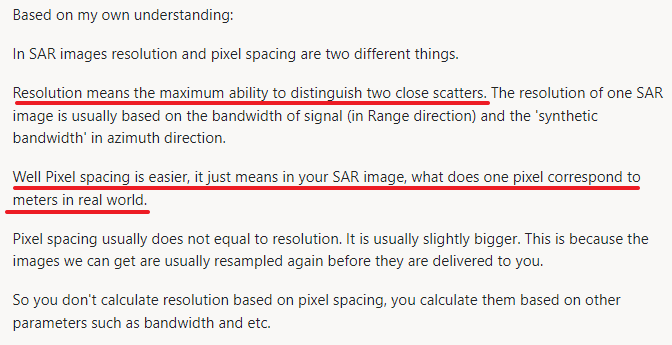 Based on my own understanding:
In SAR images resolution and pixel spacing are two different things.
Resolution means the maximum ability to distinguish two close scatters. The resolution of one SAR
image is usually based on the bandwidth of signal (in Range direction) and the 'synthetic
bandwidth' in azimuth direction.
Well Pixel spacing is easier, it just means in your SAR image, what does one pixel correspond to
meters in real world.
Pixel spacing usually does not equal to resolution. It is usually slightly bigger. This is because the
images we can get are usually resampled again before they are delivered to you.
So you don't calculate resolution based on pixel spacing, you calculate them based on other
parameters such as bandwidth and etc.